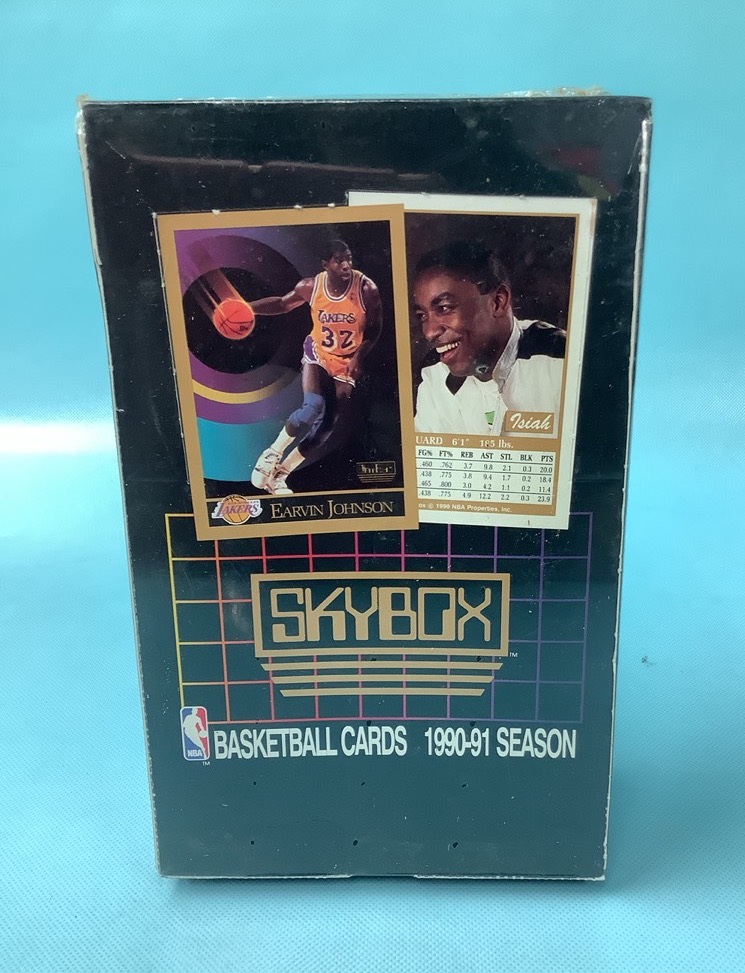 LAKERS
32
SKYBOX
LAKERS
EARVIN JOHNSON
Isiah
UARD 6'1" 185 lbs.
FG% FT% REB AST STL BLK PTS
.460 .762 3.7 9.8 2.1 0.3 20.0
.438 .775 3.8 9.4 1.7 0.2 18.4
.465 .800 3.0 4.2 1.1 0.2 11.4
.438 .775 4.9 12.2 2.2 0.3 23.9
© 1990 NBA Properties, Inc.
SKYBOX™
NBA
™
BASKETBALL CARDS 1990-91 SEASON